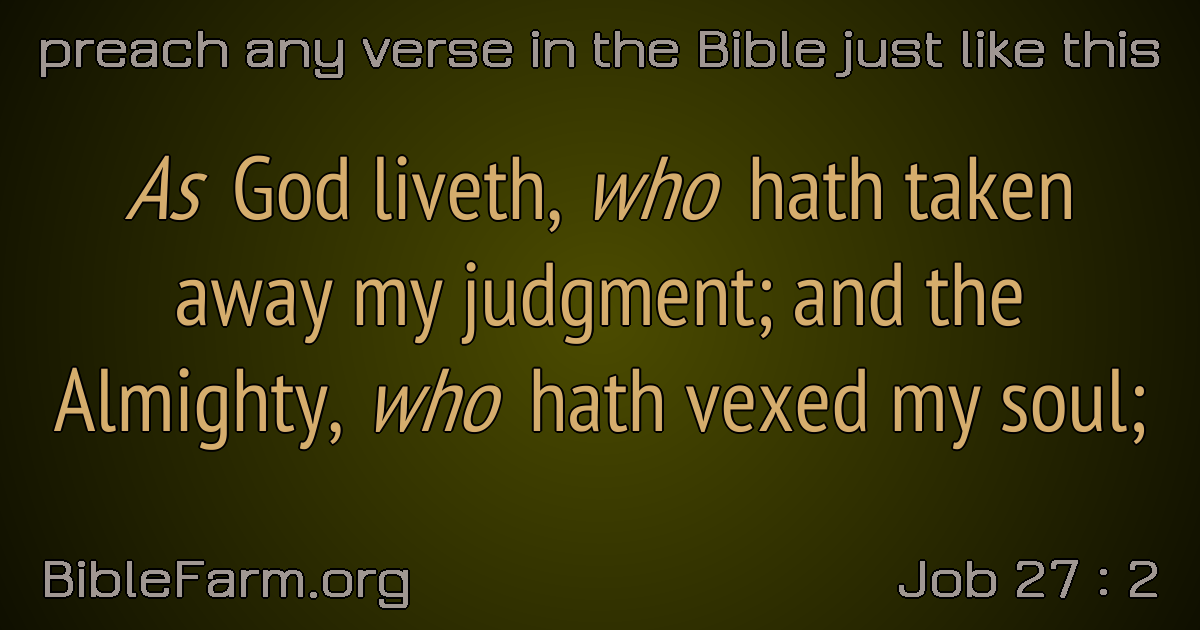 preach any verse in the Bible just like this
As God liveth, who hath taken
away my judgment; and the
Almighty, who hath vexed my soul;
BibleFarm.org
Job 27 : 2